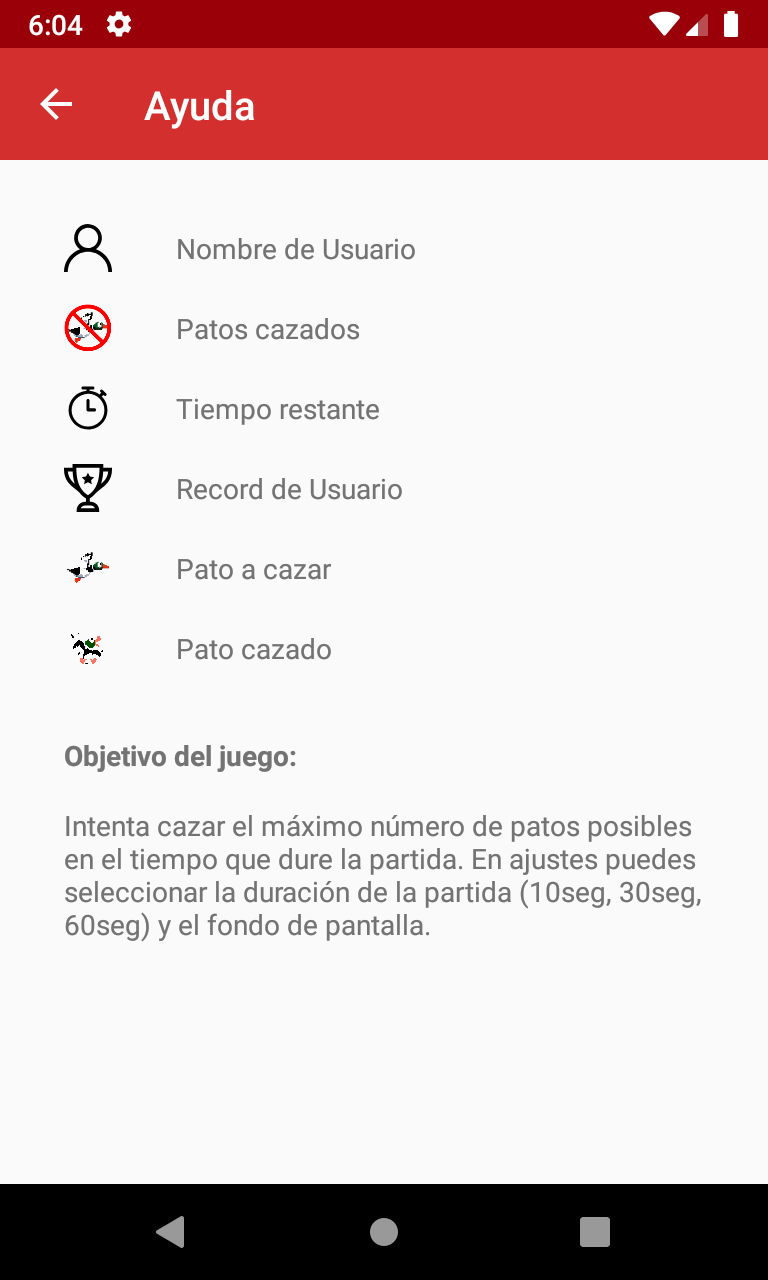 6:04
Ayuda
Nombre de Usuario
Patos cazados
Tiempo restante
Record de Usuario
Pato a cazar
Pato cazado
Objetivo del juego:
Intenta cazar el máximo número de patos posibles
en el tiempo que dure la partida. En ajustes puedes
seleccionar la duración de la partida (10seg, 30seg,
60seg) y el fondo de pantalla.